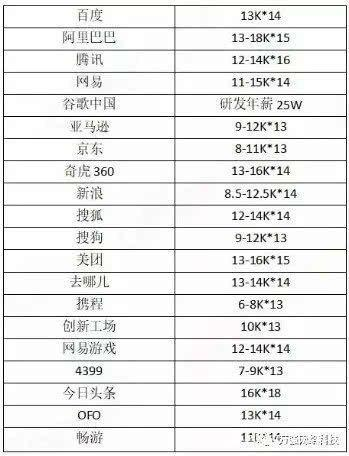 百度 13K*14
阿里巴巴 13-18K*15
腾讯 12-14K*16
网易 11-15K*14
谷歌中国 研发年薪 25W
亚马逊 9-12K*13
京东 8-11K*13
奇虎 360 13-16K*14
新浪 8.5-12.5K*14
搜狐 12-14K*14
搜狗 9-12K*13
美团 13-16K*15
去哪儿 13-14K*14
携程 6-8K*13
创新工场 10K*13
网易游戏 12-14K*14
4399 7-9K*13
今日头条 16K*18
OFO 13K*14
畅游 11K*14